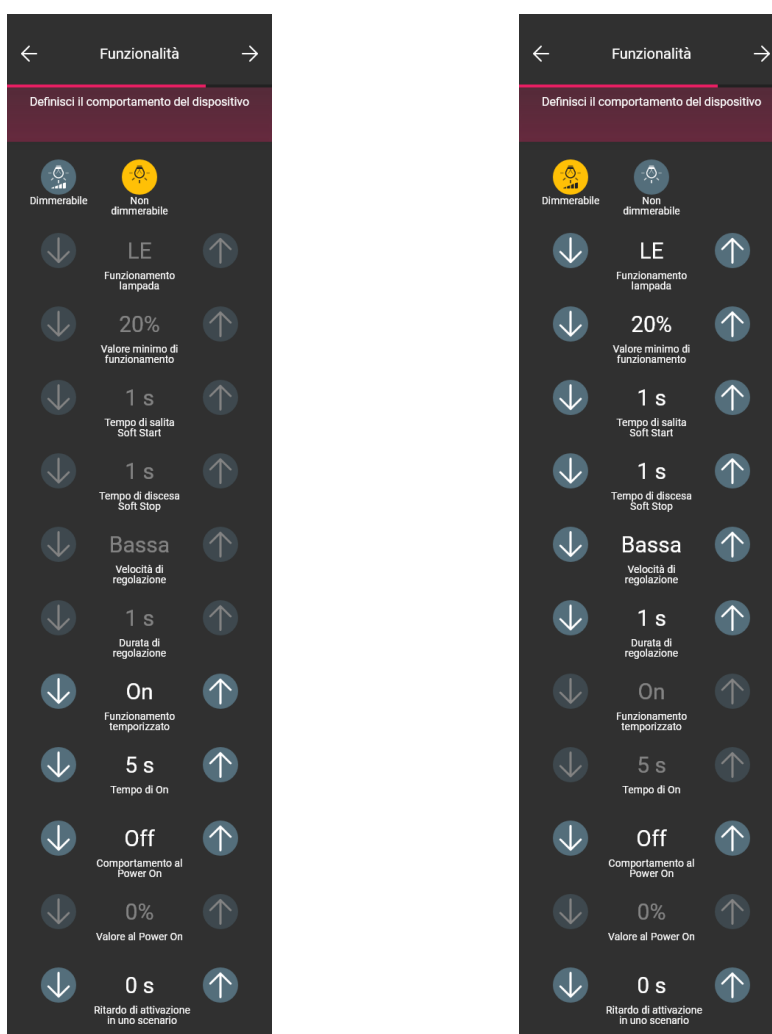 Funzionalità
Definisci il comportamento del dispositivo
Dimmerabile
Non
dimmerabile
LE
Funzionamento
lampada
20%
Valore minimo di
funzionamento
1 s
Tempo di salita
Soft Start
1 s
Tempo di discesa
Soft Stop
Bassa
Velocità di
regolazione
1 s
Durata di
regolazione
On
Funzionamento
temporizzato
5 s
Tempo di On
Off
Comportamento al
Power On
0%
Valore al Power On
0 s
Ritardo di attivazione
in uno scenario
Funzionalità
Definisci il comportamento del dispositivo
Dimmerabile
Non
dimmerabile
LE
Funzionamento
lampada
20%
Valore minimo di
funzionamento
1 s
Tempo di salita
Soft Start
1 s
Tempo di discesa
Soft Stop
Bassa
Velocità di
regolazione
1 s
Durata di
regolazione
On
Funzionamento
temporizzato
5 s
Tempo di On
Off
Comportamento al
Power On
0%
Valore al Power On
0 s
Ritardo di attivazione
in uno scenario